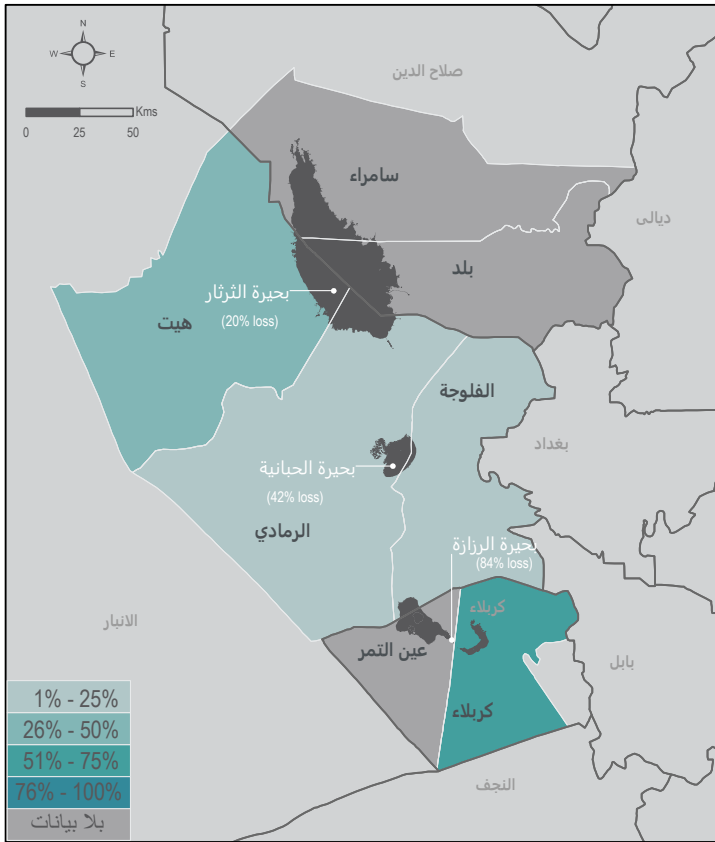 N
W E
S
Kms
0 25 50
صلاح الدين
سامراء
ديالى
بلد
بحيرة الثرثار
(20% loss)
هيت
الفلوجة
بغداد
بحيرة الحبانية
(42% loss)
الرمادي
بحيرة الرزازة
(84% loss)
كربلاء
الانبار
عين التمر
بابل
كربلاء
النجف
1% - 25%
26% - 50%
51% - 75%
76% - 100%
بلا بيانات